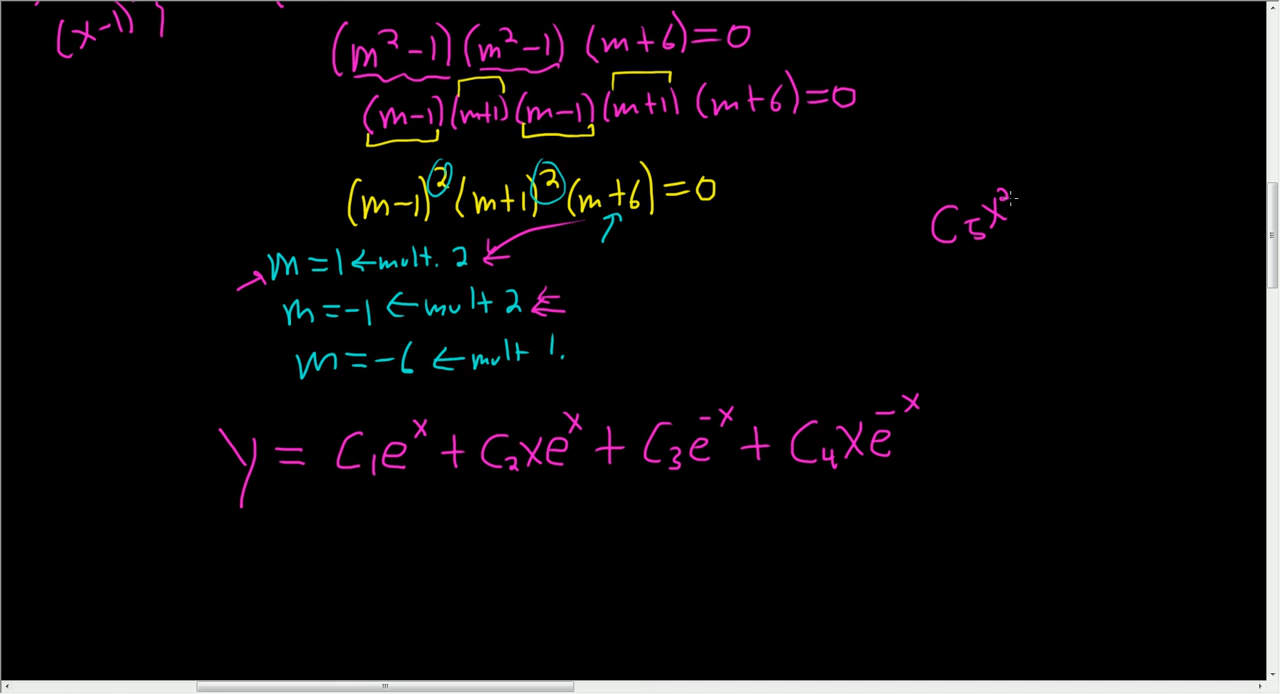 (x-1) }
(m²-1)(m²-1)(m+6)=0
(m-1)(m+1)(m-1)(m+1)(m+6)=0
(m-1)²(m+1)²(m+6)=0
C₅x²
m=1←mult. 2
m=-1←mult 2
m=-6←mult 1.
y = C₁eˣ + C₂xeˣ + C₃e⁻ˣ + C₄xe⁻ˣ